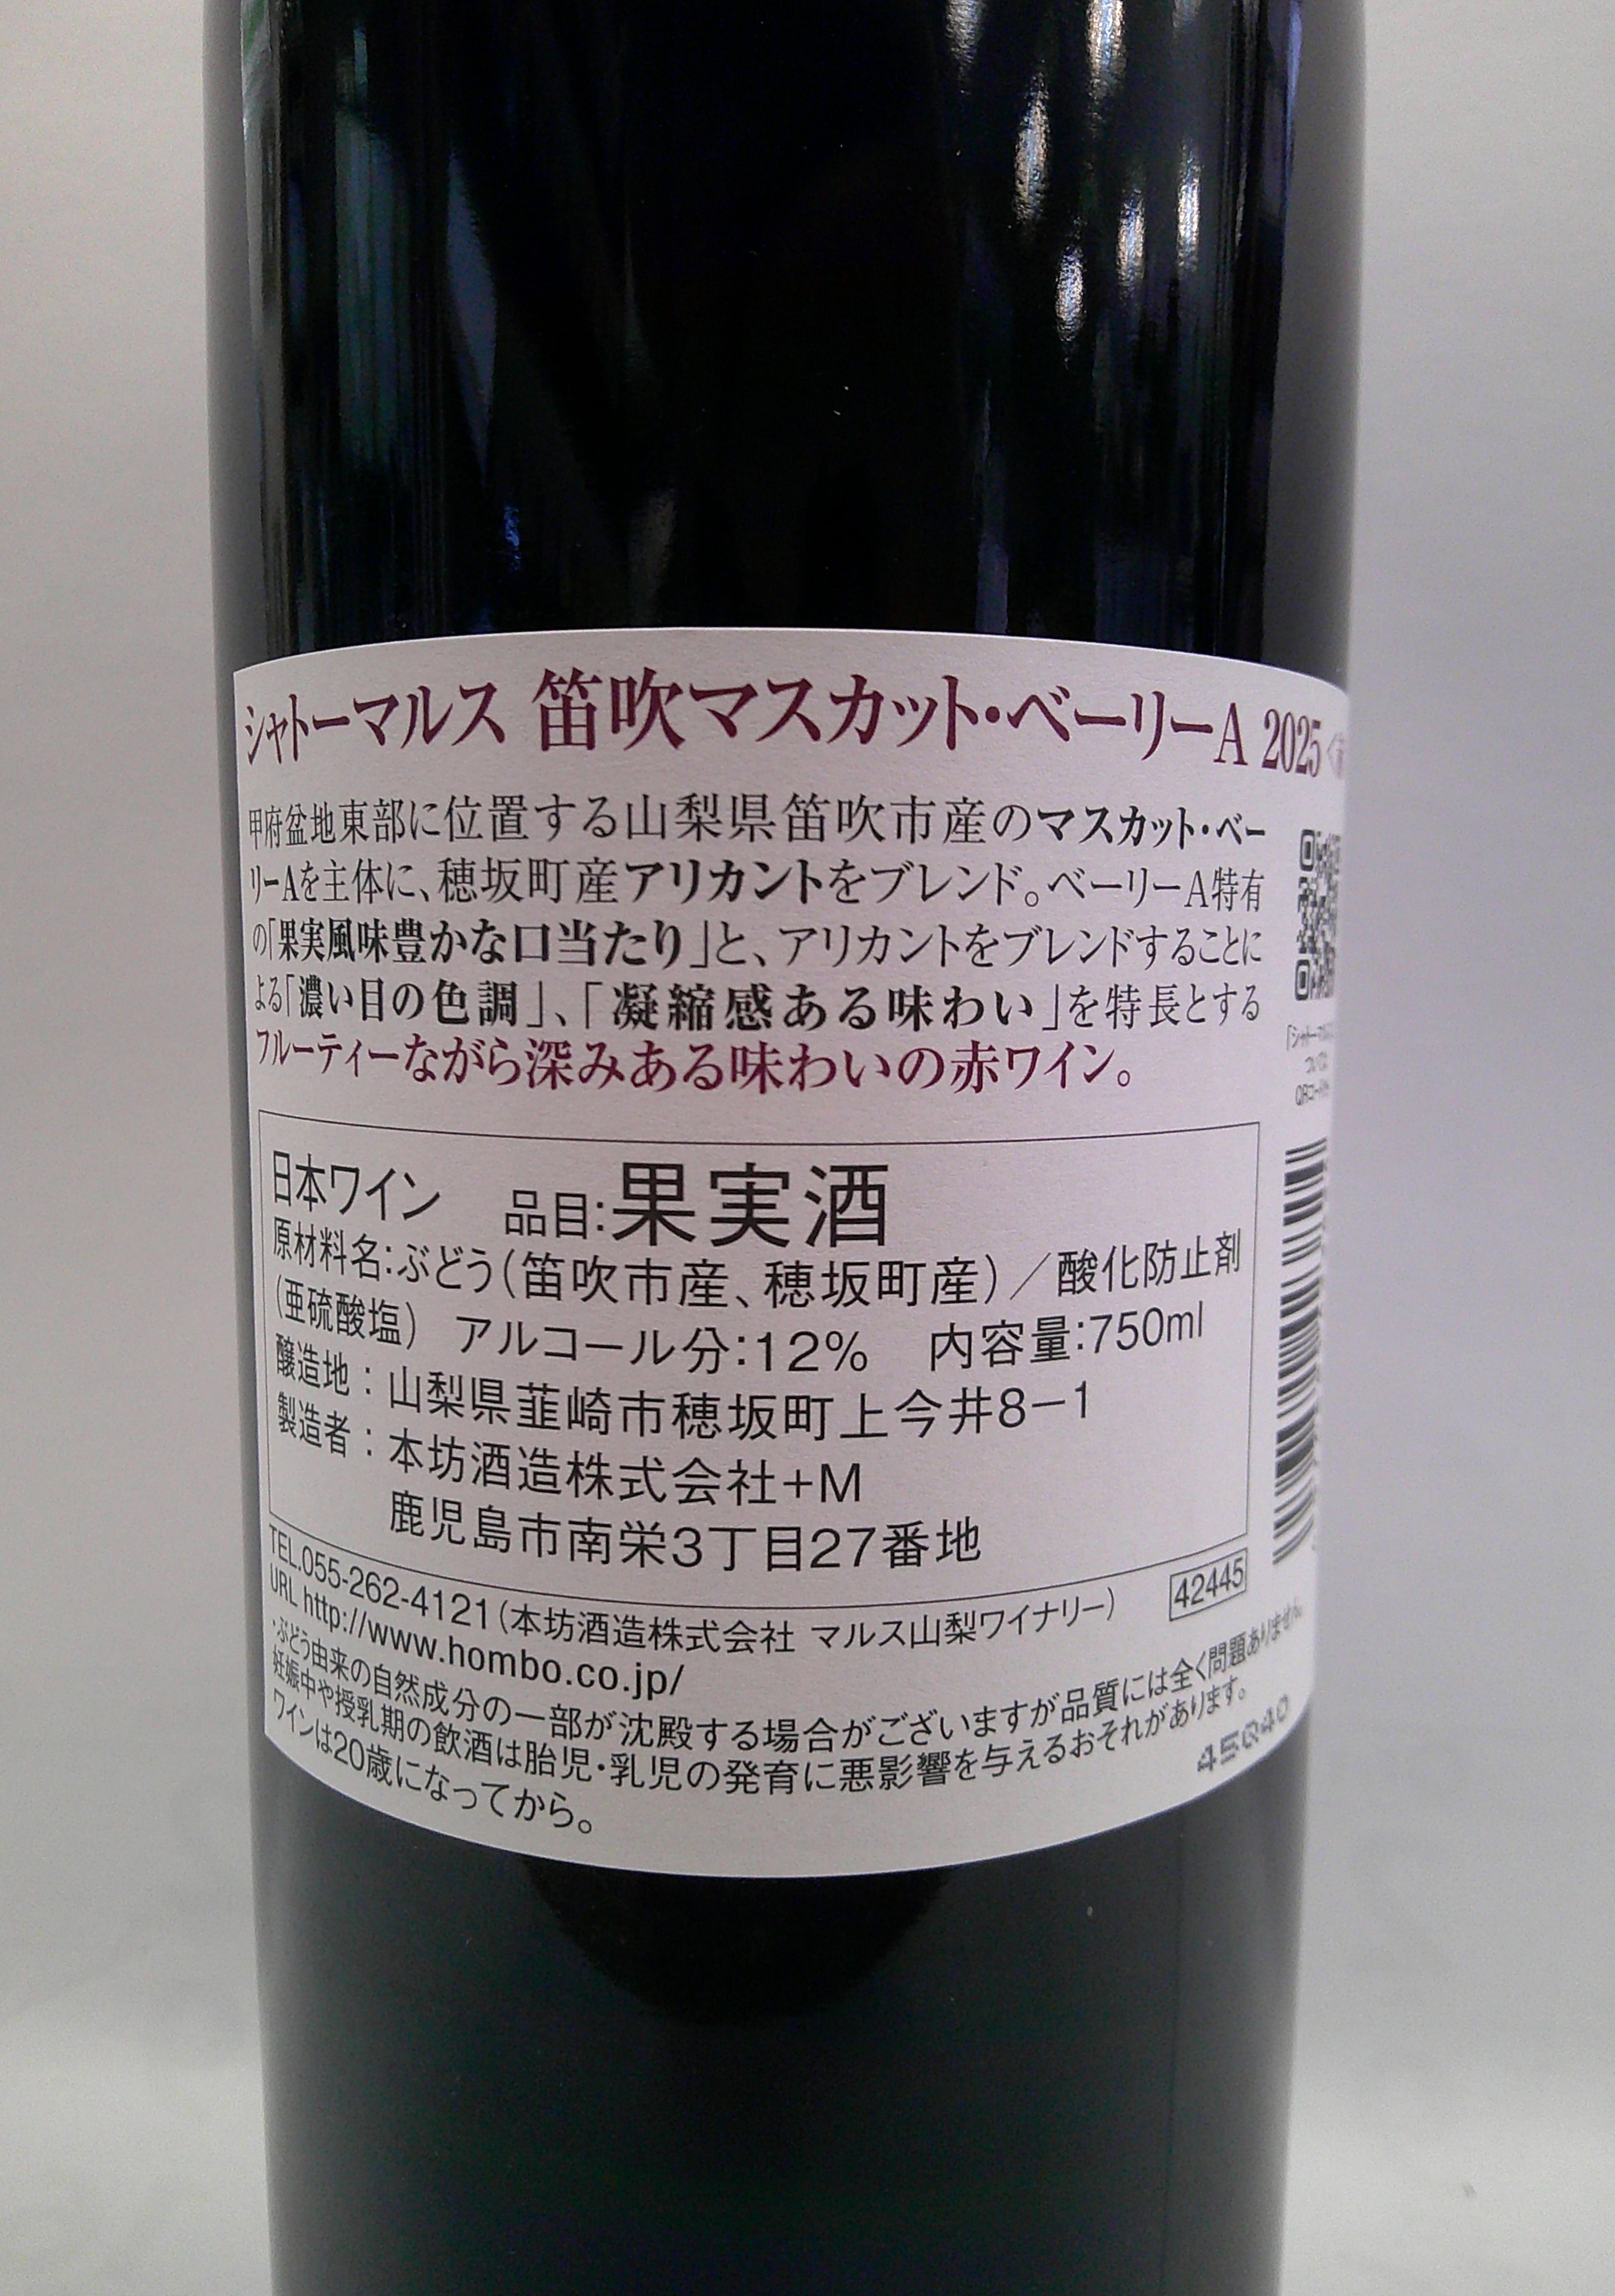 シャトーマルス 笛吹マスカット・ベーリーA 2025
甲府盆地東部に位置する山梨県笛吹市産のマスカット・ベー
リーAを主体に、穂坂町産アリカントをブレンド。ベーリーA特有
の「果実風味豊かな口当たり」と、アリカントをブレンドすることに
よる「濃い目の色調」、「凝縮感ある味わい」を特長とする
フルーティーながら深みある味わいの赤ワイン。
日本ワイン 品目:果実酒
原材料名:ぶどう(笛吹市産、穂坂町産)／酸化防止剤
(亜硫酸塩) アルコール分:12% 内容量:750ml
醸造地:山梨県韮崎市穂坂町上今井8−1
製造者:本坊酒造株式会社+M
鹿児島市南栄3丁目27番地
TEL.055-262-4121(本坊酒造株式会社 マルス山梨ワイナリー)
42445
URL http://www.hombo.co.jp/
・ぶどう由来の自然成分の一部が沈殿する場合がございますが品質には全く問題ありません。
妊娠中や授乳期の飲酒は胎児・乳児の発育に悪影響を与えるおそれがあります。
ワインは20歳になってから。